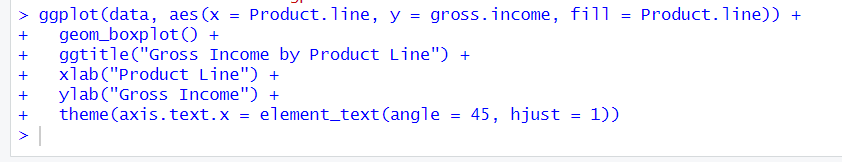 > ggplot(data, aes(x = Product.line, y = gross.income, fill = Product.line)) +
+   geom_boxplot() +
+   ggtitle("Gross Income by Product Line") +
+   xlab("Product Line") +
+   ylab("Gross Income") +
+   theme(axis.text.x = element_text(angle = 45, hjust = 1))
>